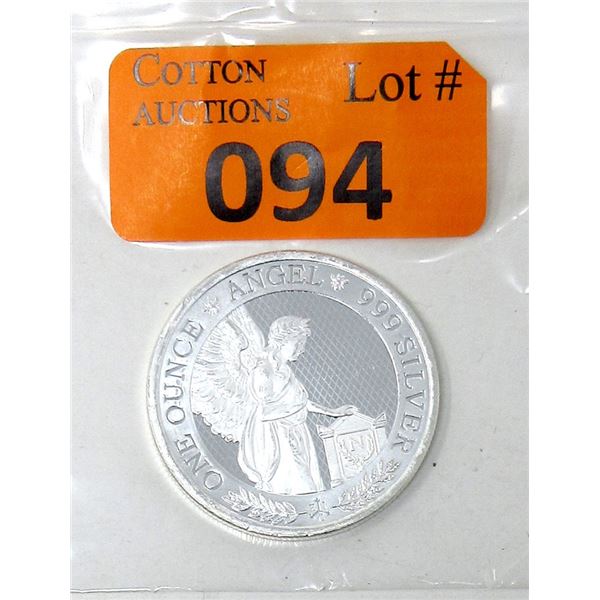 COTTON
AUCTIONS
Lot #
094
ONE OUNCE * ANGEL * 999 SILVER
N